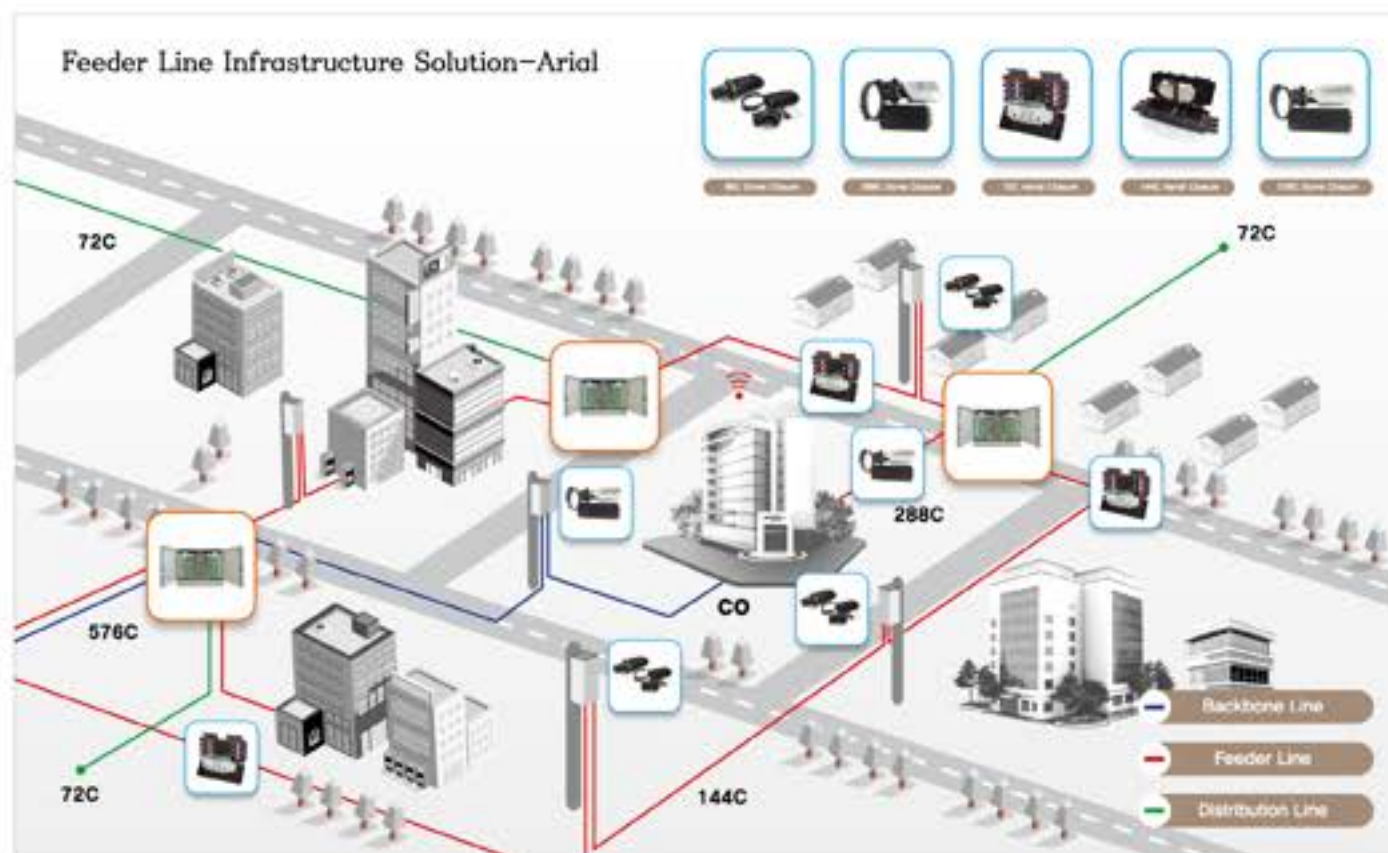 Feeder Line Infrastructure Solution-Arial
72C
72C
288C
CO
576C
72C
144C
Backbone Line
Feeder Line
Distribution Line